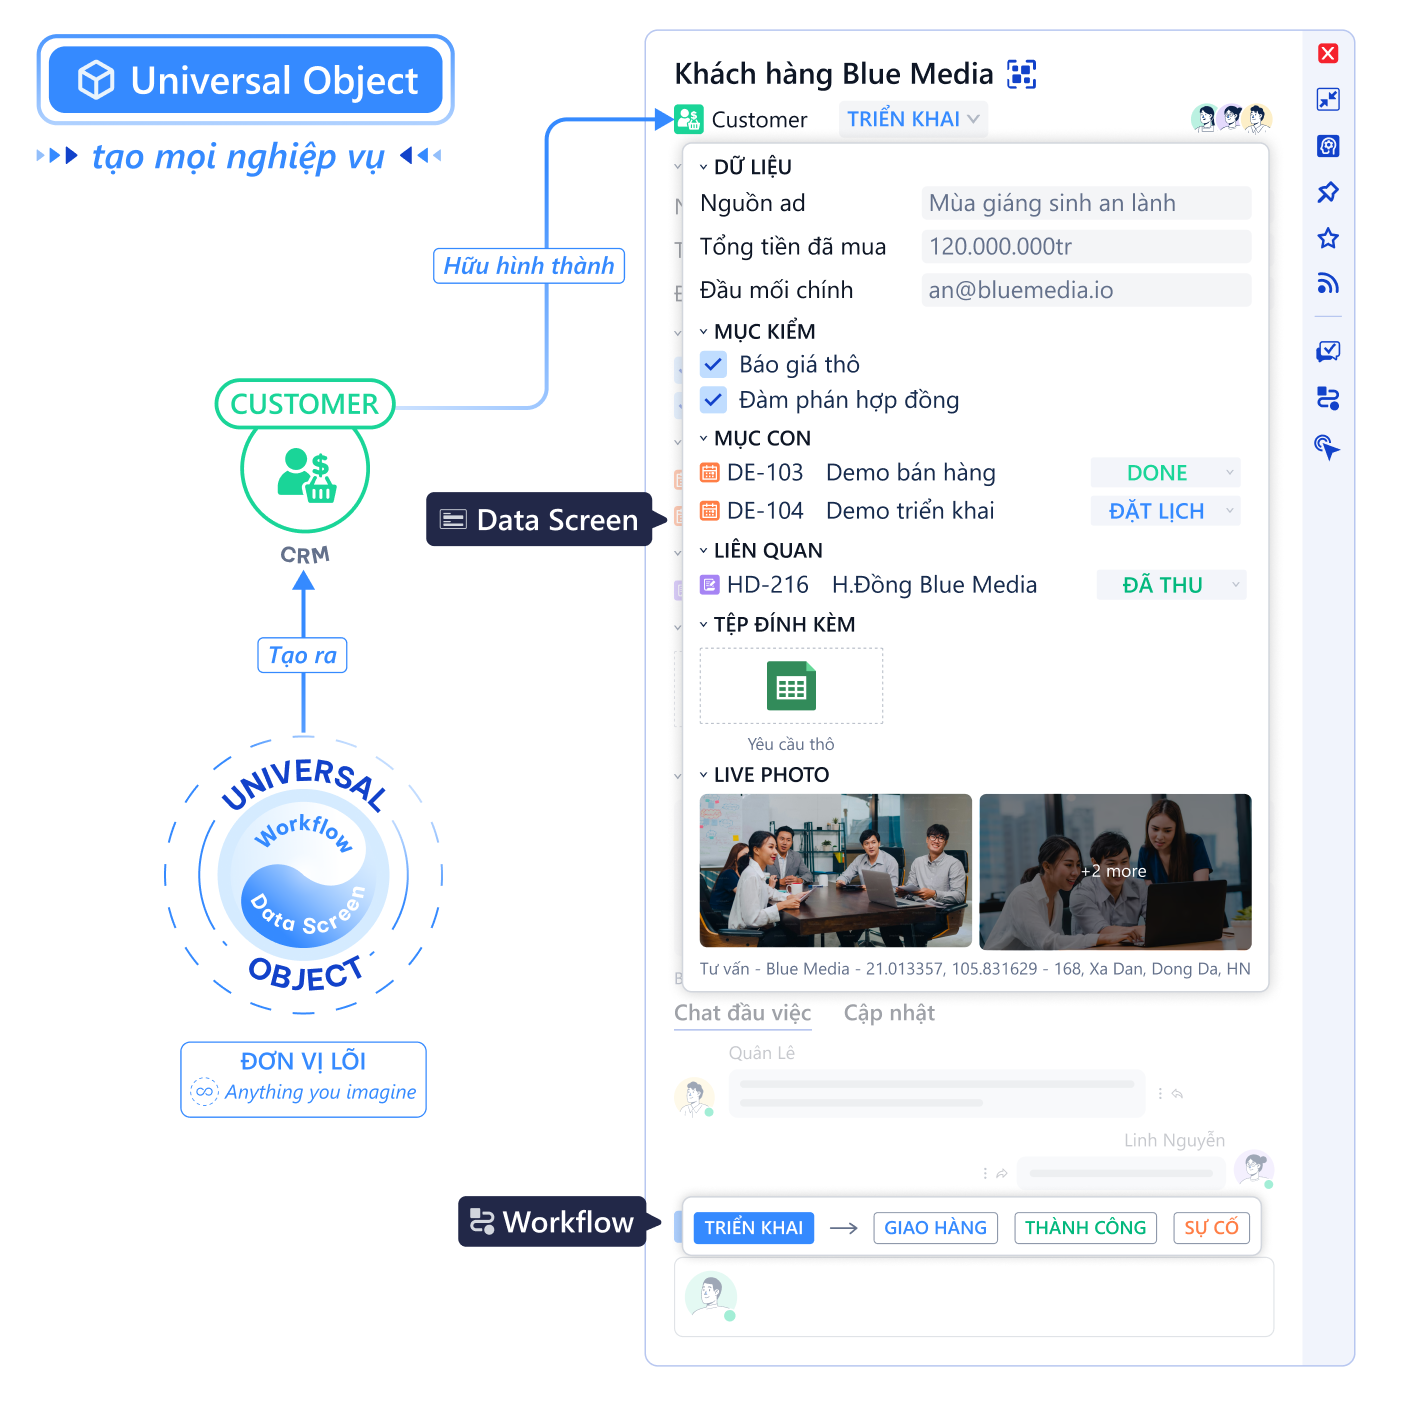 Universal Object
tạo mọi nghiệp vụ
Hữu hình thành
CUSTOMER
CRM
Tạo ra
UNIVERSAL
Workflow
Data Screen
OBJECT
ĐƠN VỊ LÕI
Anything you imagine
Data Screen
Workflow
Khách hàng Blue Media
Customer TRIỂN KHAI
DỮ LIỆU
Nguồn ad Mùa giáng sinh an lành
Tổng tiền đã mua 120.000.000tr
Đầu mối chính an@bluemedia.io
MỤC KIỂM
Báo giá thô
Đàm phán hợp đồng
MỤC CON
DE-103 Demo bán hàng DONE
DE-104 Demo triển khai ĐẶT LỊCH
LIÊN QUAN
HD-216 H.Đồng Blue Media ĐÃ THU
TỆP ĐÍNH KÈM
Yêu cầu thô
LIVE PHOTO
+2 more
Tư vấn - Blue Media - 21.013357, 105.831629 - 168, Xa Dan, Dong Da, HN
Chat đầu việc Cập nhật
Quân Lê
Linh Nguyễn
TRIỂN KHAI GIAO HÀNG THÀNH CÔNG SỰ CỐ